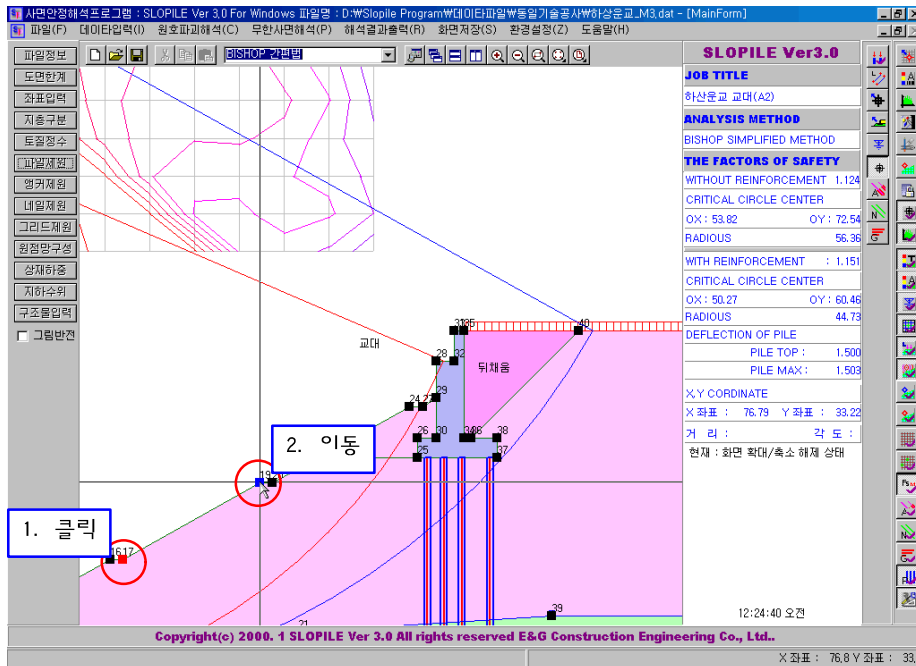 사면안정해석프로그램 : SLOPILE Ver 3,0 For Windows 파일명 : D:₩Slopile Program₩데이타파일₩동일기술공사₩하상운교_M3,dat - [MainForm]
파일(F) 데이타입력(I) 원호파괴해석(C) 무한사면해석(P) 해석결과출력(R) 화면저장(S) 환경설정(Z) 도움말(H)
BISHOP 간편법
파일정보
도면한계
좌표입력
지층구분
토질정수
파일제원
앵커제원
네일제원
그리드제원
원점망구성
상재하중
지하수위
구조물입력
그림반전
교대
뒤채움
28
32
40
29
26
30
38
25
37
19
39
21
1. 클릭
2. 이동
SLOPILE Ver3.0
JOB TITLE
하산운교 교대(A2)
ANALYSIS METHOD
BISHOP SIMPLIFIED METHOD
THE FACTORS OF SAFETY
WITHOUT REINFORCEMENT 1.124
CRITICAL CIRCLE CENTER
OX : 53.82 OY : 72.54
RADIOUS 56.36
WITH REINFORCEMENT : 1.151
CRITICAL CIRCLE CENTER
OX : 50.27 OY : 60.46
RADIOUS 44.73
DEFLECTION OF PILE
PILE TOP : 1.500
PILE MAX : 1.503
X,Y CORDINATE
X 좌표 : 76.79 Y 좌표 : 33.22
거 리 : 각 도 :
현재 : 화면 확대/축소 해제 상태
12:24:40 오전
Copyright(c) 2000. 1 SLOPILE Ver 3.0 All rights reserved E&G Construction Engineering Co., Ltd..
X 좌표 : 76,8 Y 좌표 : 33,